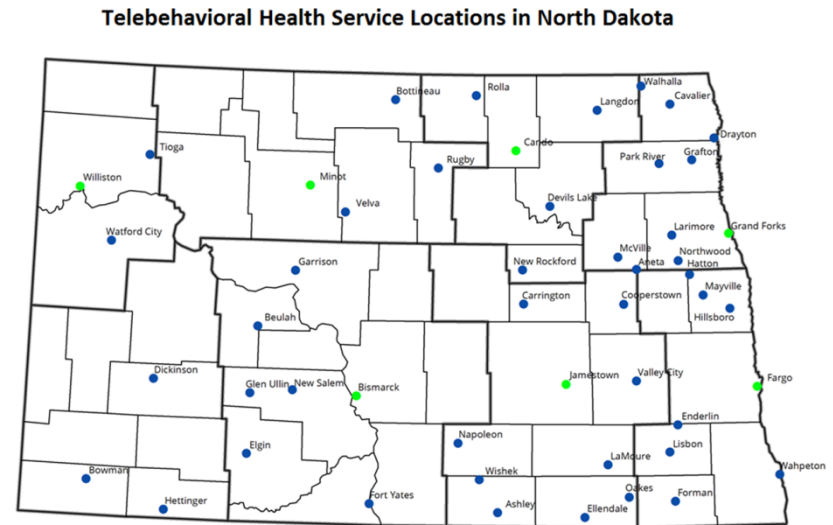 Telebehavioral Health Service Locations in North Dakota
Walhalla
Bottineau
Rolla
Langdon
Cavalier
Drayton
Cando
Tioga
Park River
Grafton
Rugby
Williston
Minot
Velva
Devils Lake
Watford City
Larimore
Grand Forks
McVille
Northwood
Garrison
New Rockford
Aneta
Hatton
Carrington
Cooperstown
Mayville
Beulah
Hillsboro
Dickinson
Jamestown
Valley City
Fargo
Glen Ullin
New Salem
Bismarck
Enderlin
Napoleon
Elgin
Lisbon
LaMoure
Bowman
Wishek
Wahpeton
Hettinger
Fort Yates
Oakes
Forman
Ashley
Ellendale